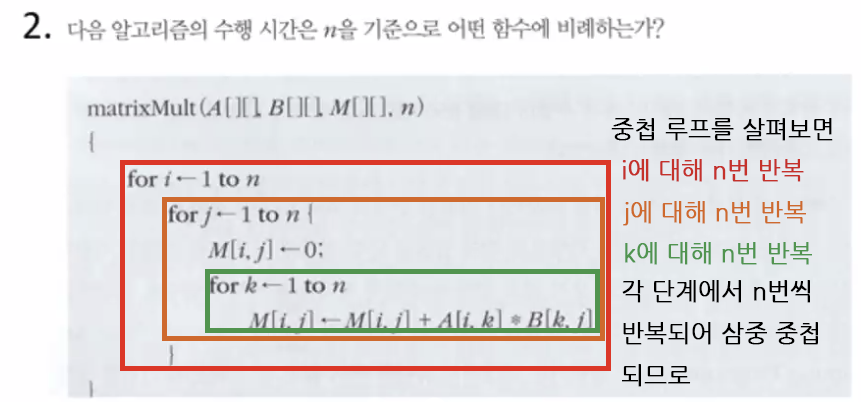 2. 다음 알고리즘의 수행 시간은 n을 기준으로 어떤 함수에 비례하는가?
matrixMult(A[ ][ ], B[ ][ ], M[ ][ ], n)
{
중첩 루프를 살펴보면
for i ← 1 to n
i에 대해 n번 반복
for j ← 1 to n {
j에 대해 n번 반복
M[i, j] ← 0;
k에 대해 n번 반복
for k ← 1 to n
각 단계에서 n번씩
M[i, j] ← M[i, j] + A[i, k] * B[k, j]
반복되어 삼중 중첩
}
되므로
}